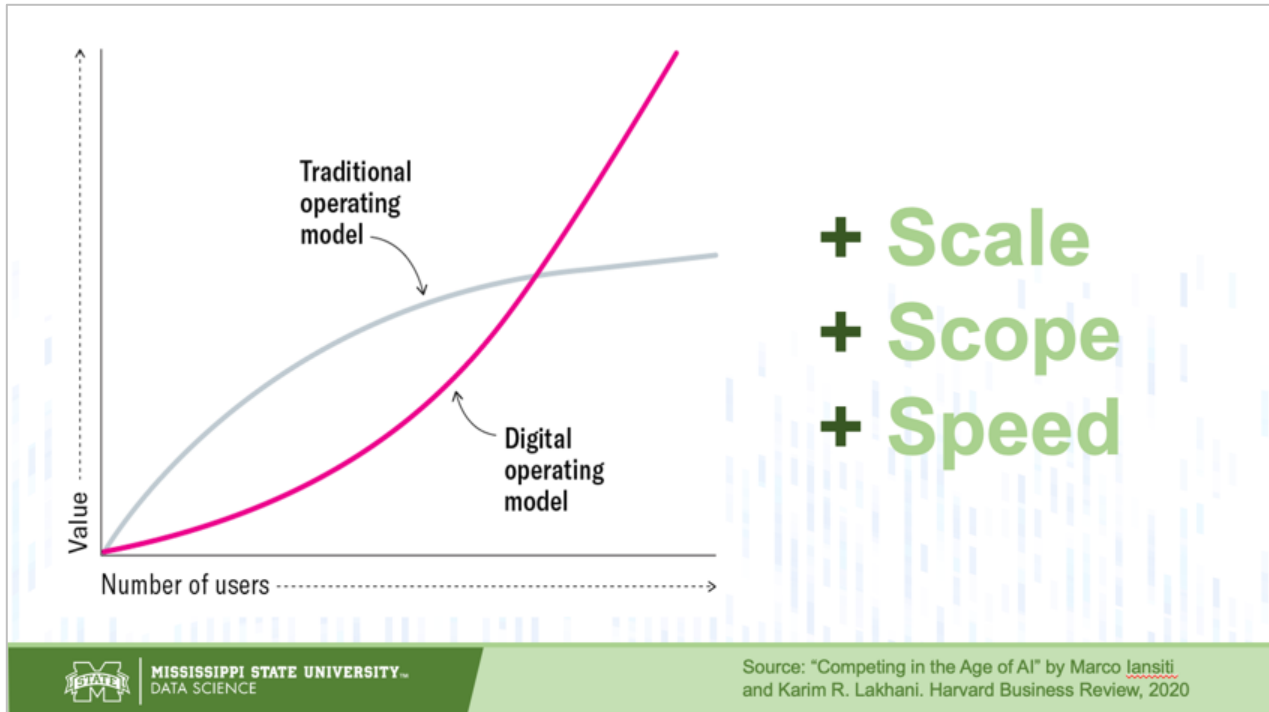 Traditional
operating
model
Digital
operating
model
Value
Number of users
+ Scale
+ Scope
+ Speed
STATE
MISSISSIPPI STATE UNIVERSITY™
DATA SCIENCE
Source: “Competing in the Age of AI” by Marco Iansiti
and Karim R. Lakhani. Harvard Business Review, 2020